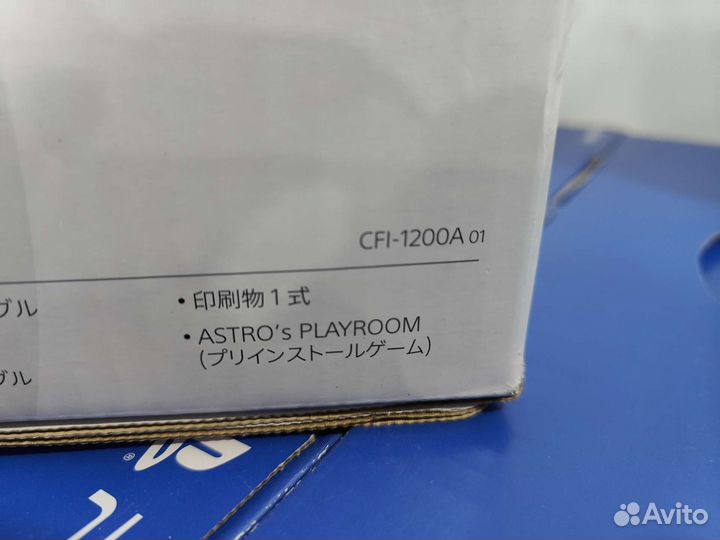 CFI-1200A 01
ブル
・印刷物1式
・ASTRO's PLAYROOM
(プリインストールゲーム)
ブル
Avito